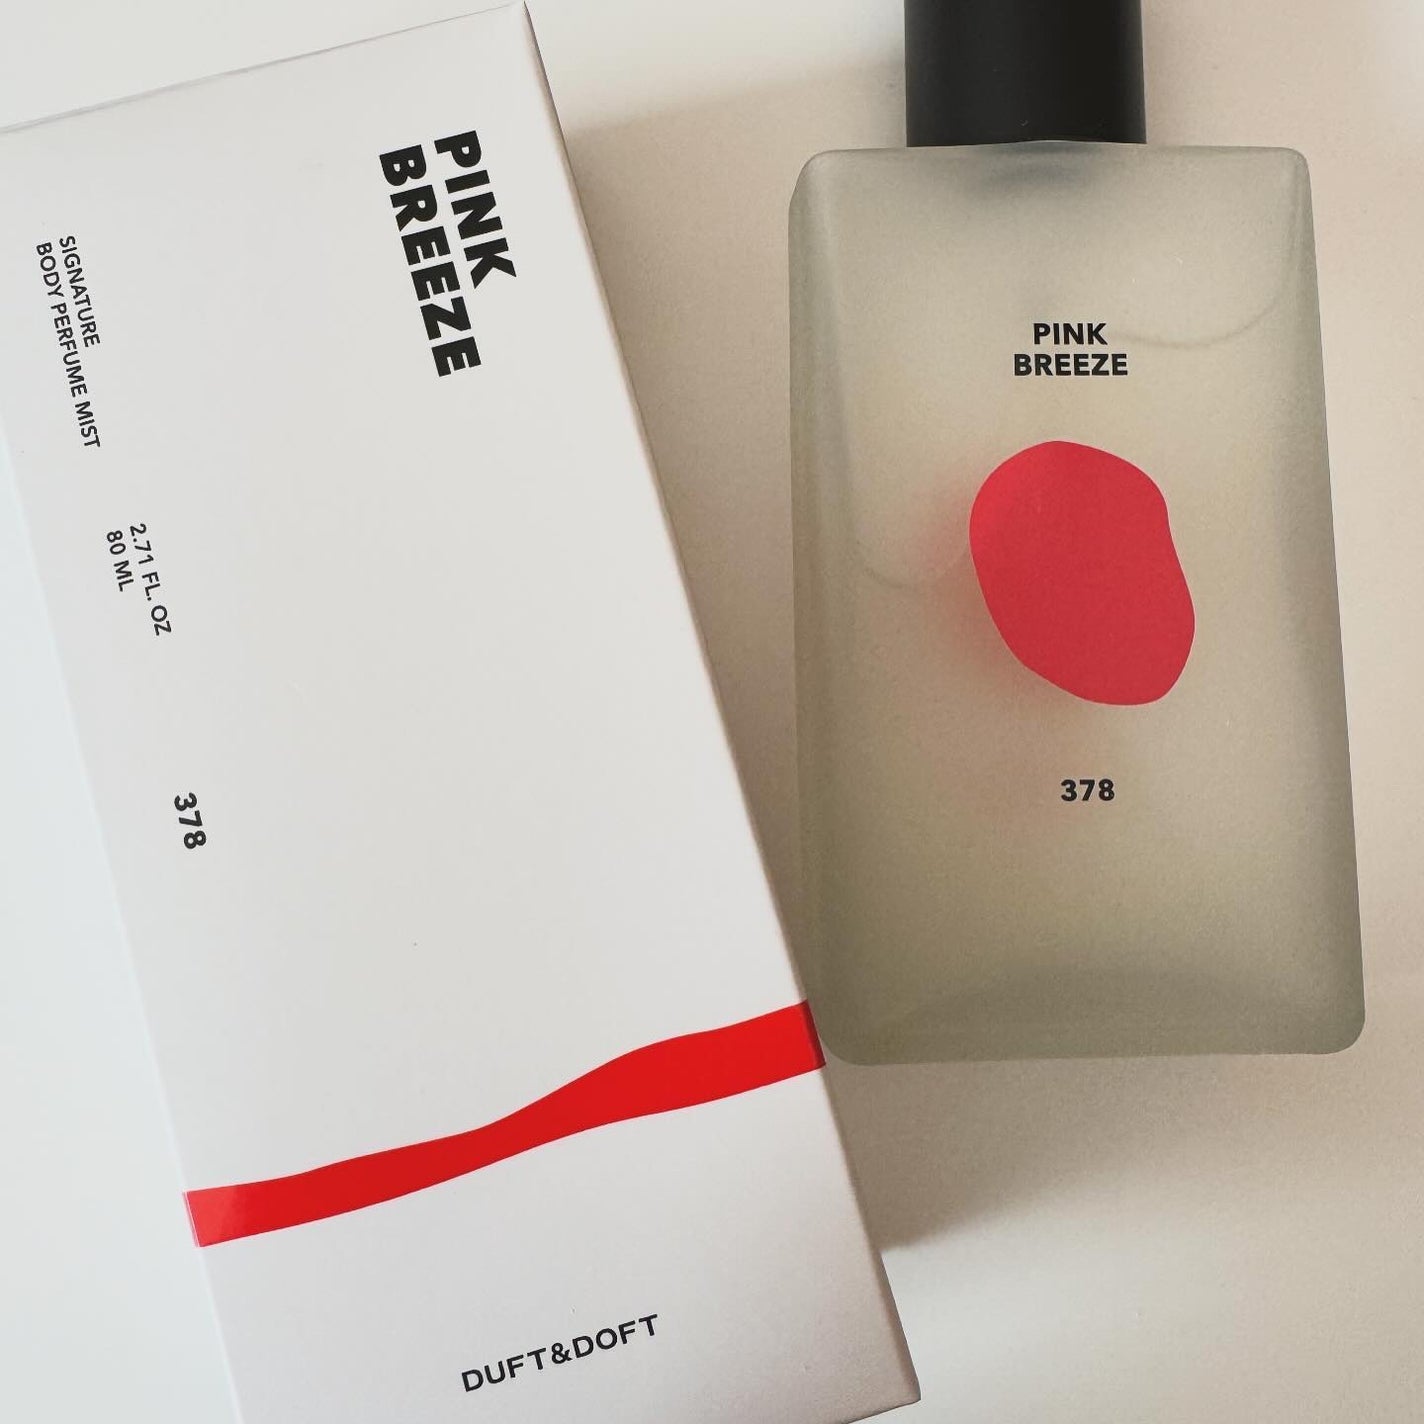 PINK
BREEZE
SIGNATURE
BODY PERFUME MIST
2.71 FL. OZ
80 ML
378
DUFT&DOFT
PINK
BREEZE
378